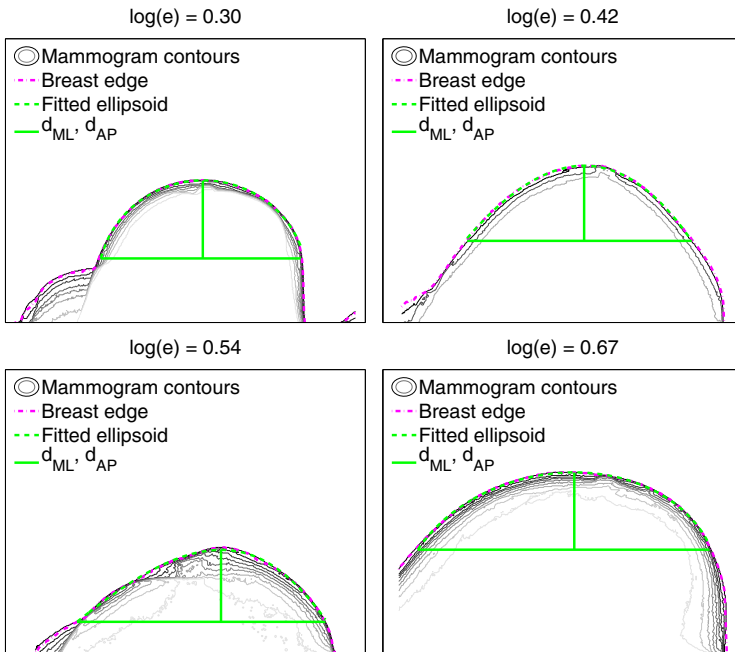 log(e) = 0.30
Mammogram contours
Breast edge
Fitted ellipsoid
d_ML, d_AP
log(e) = 0.42
Mammogram contours
Breast edge
Fitted ellipsoid
d_ML, d_AP
log(e) = 0.54
Mammogram contours
Breast edge
Fitted ellipsoid
d_ML, d_AP
log(e) = 0.67
Mammogram contours
Breast edge
Fitted ellipsoid
d_ML, d_AP